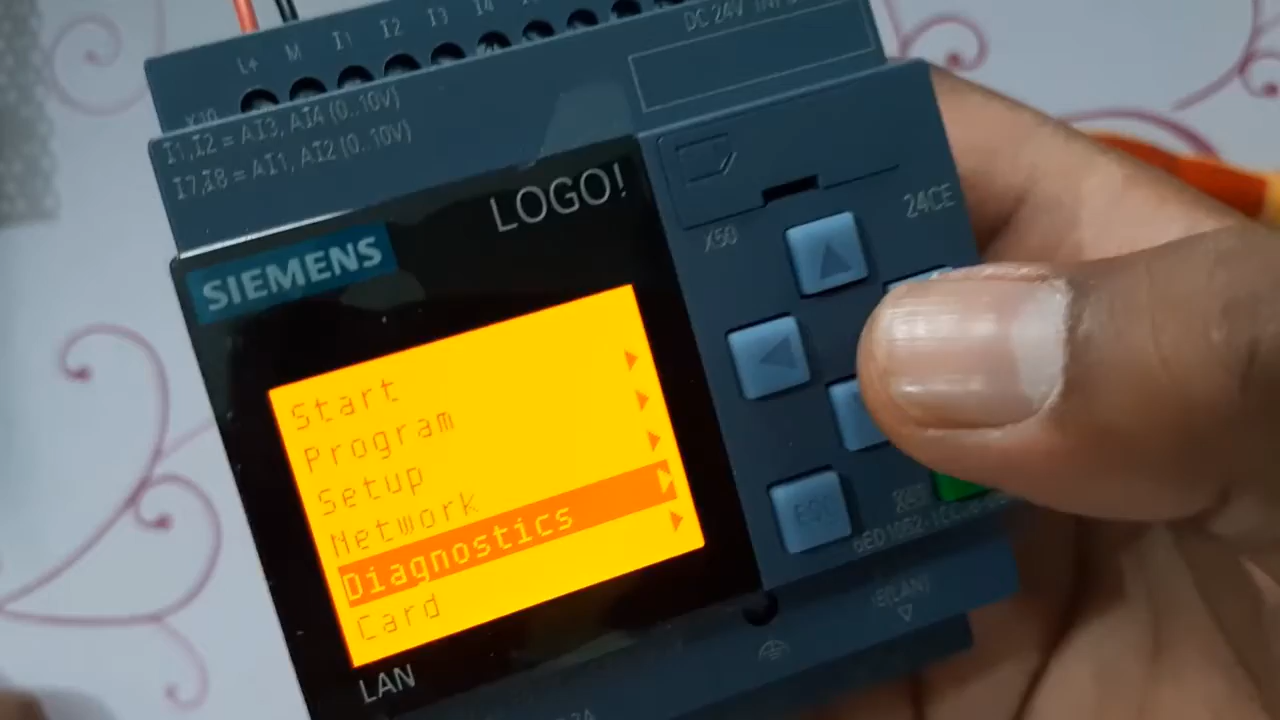 L+ M I1 I2 I3 I4
DC 24V
X10
I1,I2 = AI3, AI4 (0..10V)
I7,I8 = AI1, AI2 (0..10V)
LOGO!
SIEMENS
X50
24CE
Start
Program
Setup
Network
Diagnostics
Card
ESC
LAN